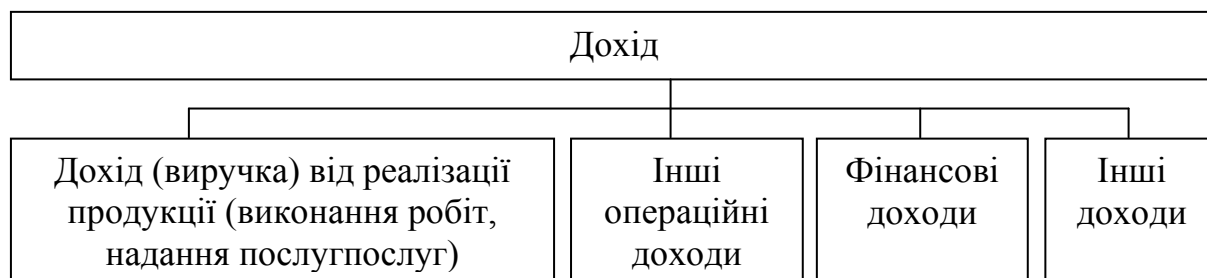 Дохід
Дохід (виручка) від реалізації
продукції (виконання робіт,
надання послугпослуг)
Інші
операційні
доходи
Фінансові
доходи
Інші
доходи